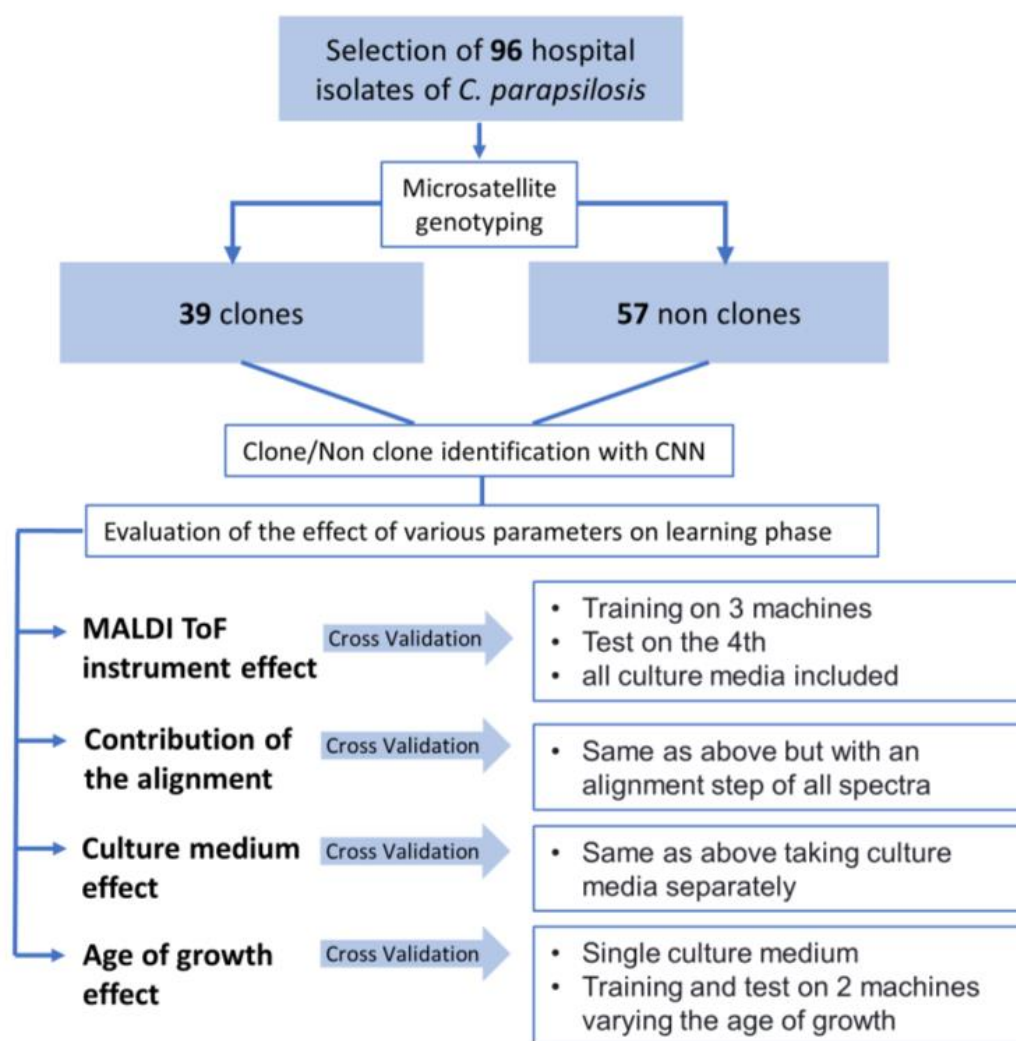 Selection of 96 hospital
isolates of C. parapsilosis
Microsatellite
genotyping
39 clones
57 non clones
Clone/Non clone identification with CNN
Evaluation of the effect of various parameters on learning phase
MALDI ToF
instrument effect
Cross Validation
• Training on 3 machines
• Test on the 4th
• all culture media included
Contribution of
the alignment
Cross Validation
• Same as above but with an
alignment step of all spectra
Culture medium
effect
Cross Validation
• Same as above taking culture
media separately
Age of growth
effect
Cross Validation
• Single culture medium
• Training and test on 2 machines
varying the age of growth